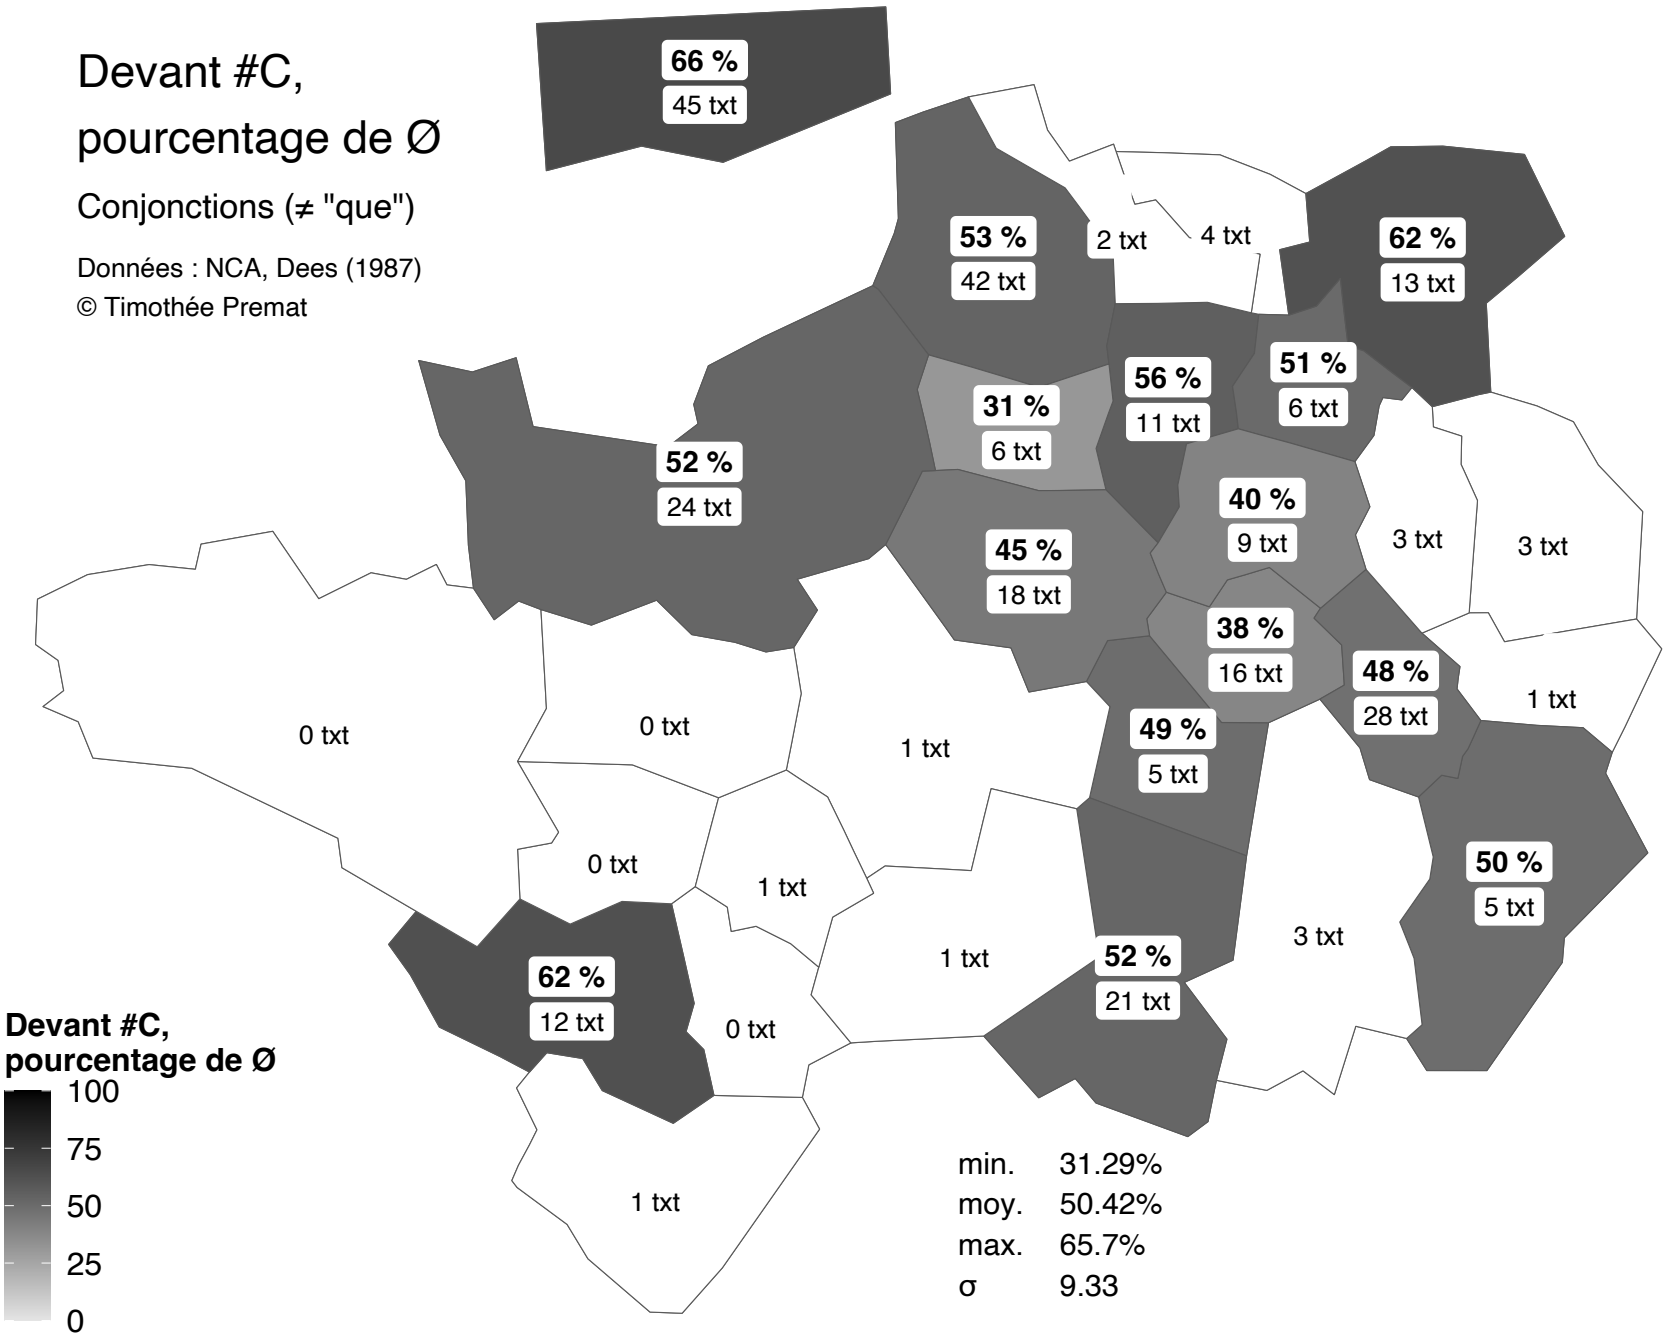 Devant #C,
pourcentage de Ø
Conjonctions (≠ "que")
Données : NCA, Dees (1987)
© Timothée Premat
66 %
45 txt
53 %
42 txt
2 txt
4 txt
62 %
13 txt
31 %
6 txt
56 %
11 txt
51 %
6 txt
52 %
24 txt
45 %
18 txt
40 %
9 txt
3 txt
3 txt
38 %
16 txt
48 %
28 txt
1 txt
0 txt
0 txt
1 txt
49 %
5 txt
0 txt
1 txt
50 %
5 txt
62 %
12 txt
0 txt
1 txt
52 %
21 txt
3 txt
1 txt
Devant #C,
pourcentage de Ø
100
75
50
25
0
min. 31.29%
moy. 50.42%
max. 65.7%
σ 9.33